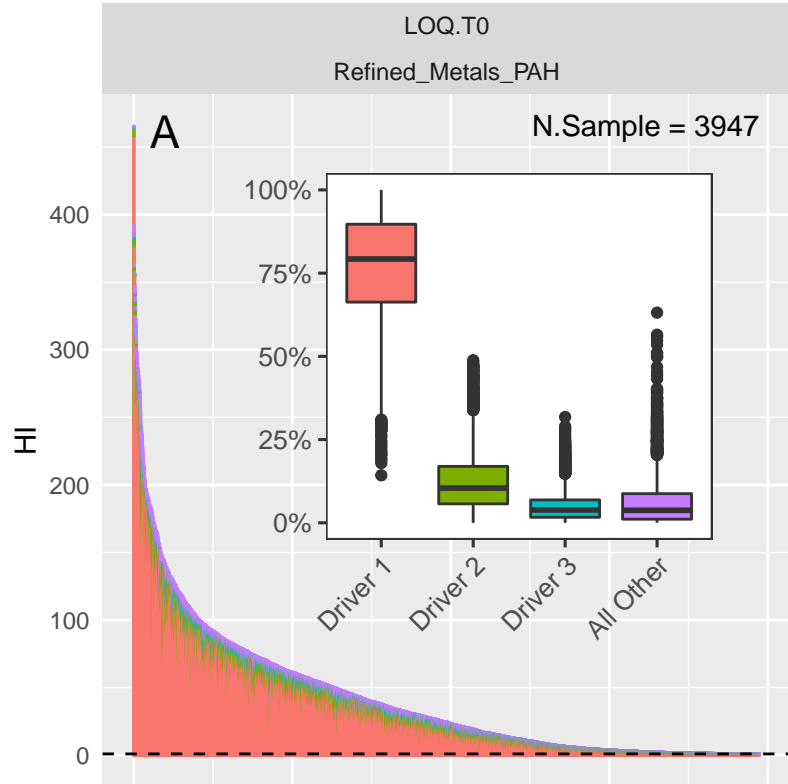 LOQ.T0
Refined_Metals_PAH
A
N.Sample = 3947
HI
400
300
200
100
0
100%
75%
50%
25%
0%
Driver 1
Driver 2
Driver 3
All Other